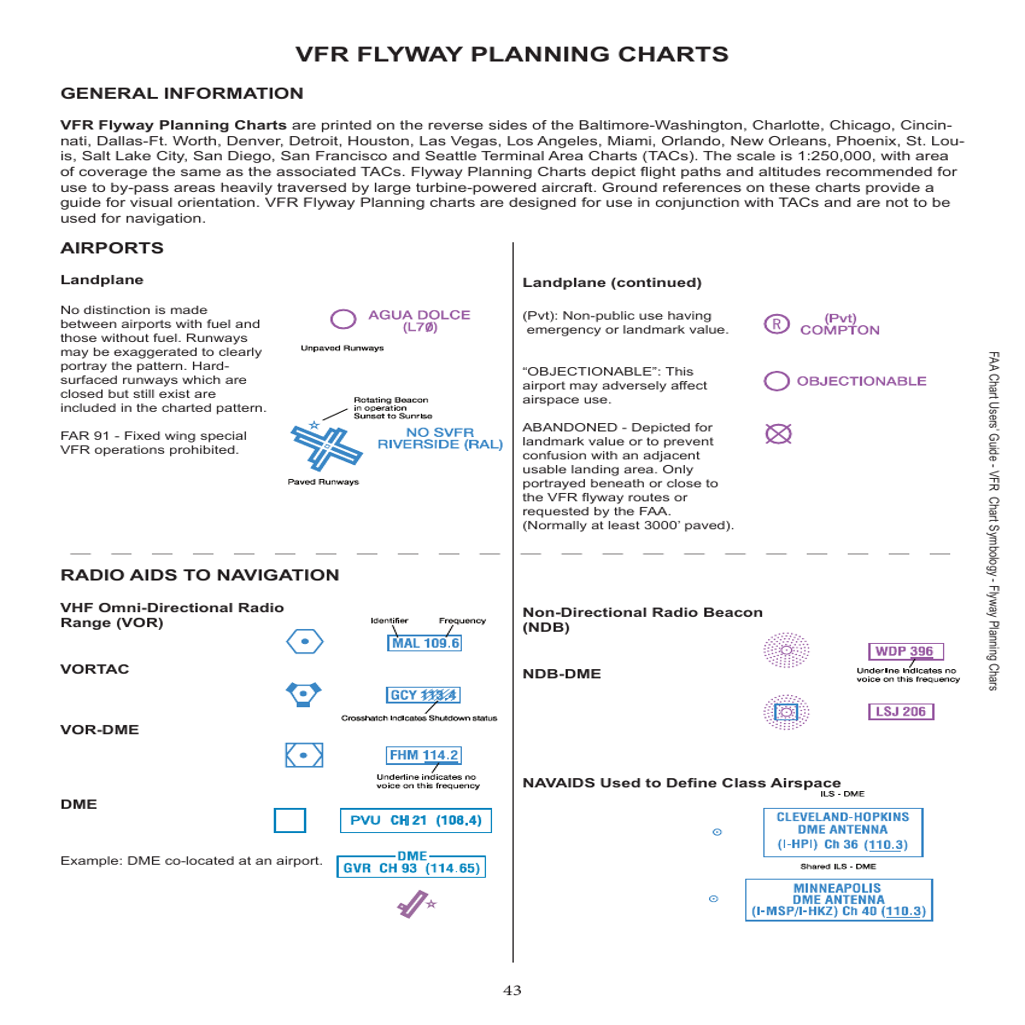 VFR FLYWAY PLANNING CHARTS
GENERAL INFORMATION
VFR Flyway Planning Charts are printed on the reverse sides of the Baltimore-Washington, Charlotte, Chicago, Cincin-
nati, Dallas-Ft. Worth, Denver, Detroit, Houston, Las Vegas, Los Angeles, Miami, Orlando, New Orleans, Phoenix, St. Lou-
is, Salt Lake City, San Diego, San Francisco and Seattle Terminal Area Charts (TACs). The scale is 1:250,000, with area
of coverage the same as the associated TACs. Flyway Planning Charts depict flight paths and altitudes recommended for
use to by-pass areas heavily traversed by large turbine-powered aircraft. Ground references on these charts provide a
guide for visual orientation. VFR Flyway Planning charts are designed for use in conjunction with TACs and are not to be
used for navigation.
AIRPORTS
Landplane
No distinction is made
between airports with fuel and
those without fuel. Runways
may be exaggerated to clearly
portray the pattern. Hard-
surfaced runways which are
closed but still exist are
included in the charted pattern.
FAR 91 - Fixed wing special
VFR operations prohibited.
AGUA DOLCE
(L70)
Unpaved Runways
Rotating Beacon
in operation
Sunset to Sunrise
NO SVFR
RIVERSIDE (RAL)
Paved Runways
Landplane (continued)
(Pvt): Non-public use having
emergency or landmark value.
R
(Pvt)
COMPTON
“OBJECTIONABLE”: This
airport may adversely affect
airspace use.
OBJECTIONABLE
ABANDONED - Depicted for
landmark value or to prevent
confusion with an adjacent
usable landing area. Only
portrayed beneath or close to
the VFR flyway routes or
requested by the FAA.
(Normally at least 3000’ paved).
RADIO AIDS TO NAVIGATION
VHF Omni-Directional Radio
Range (VOR)
Identifier
Frequency
MAL 109.6
VORTAC
GCY 113.4
Crosshatch Indicates Shutdown status
VOR-DME
FHM 114.2
Underline indicates no
voice on this frequency
DME
PVU CH 21 (108.4)
Example: DME co-located at an airport.
DME
GVR CH 93 (114.65)
Non-Directional Radio Beacon
(NDB)
WDP 396
Underline indicates no
voice on this frequency
NDB-DME
LSJ 206
NAVAIDS Used to Define Class Airspace
ILS - DME
CLEVELAND-HOPKINS
DME ANTENNA
(I-HPI) Ch 36 (110.3)
Shared ILS - DME
MINNEAPOLIS
DME ANTENNA
(I-MSP/I-HKZ) Ch 40 (110.3)
FAA Chart Users’ Guide - VFR Chart Symbology - Flyway Planning Chars
43